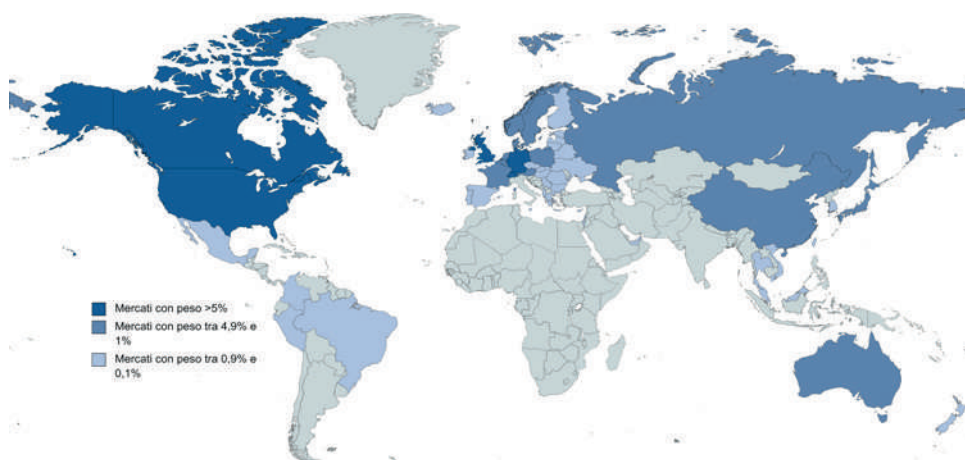 Mercati con peso >5%
Mercati con peso tra 4,9% e
1%
Mercati con peso tra 0,9% e
0,1%